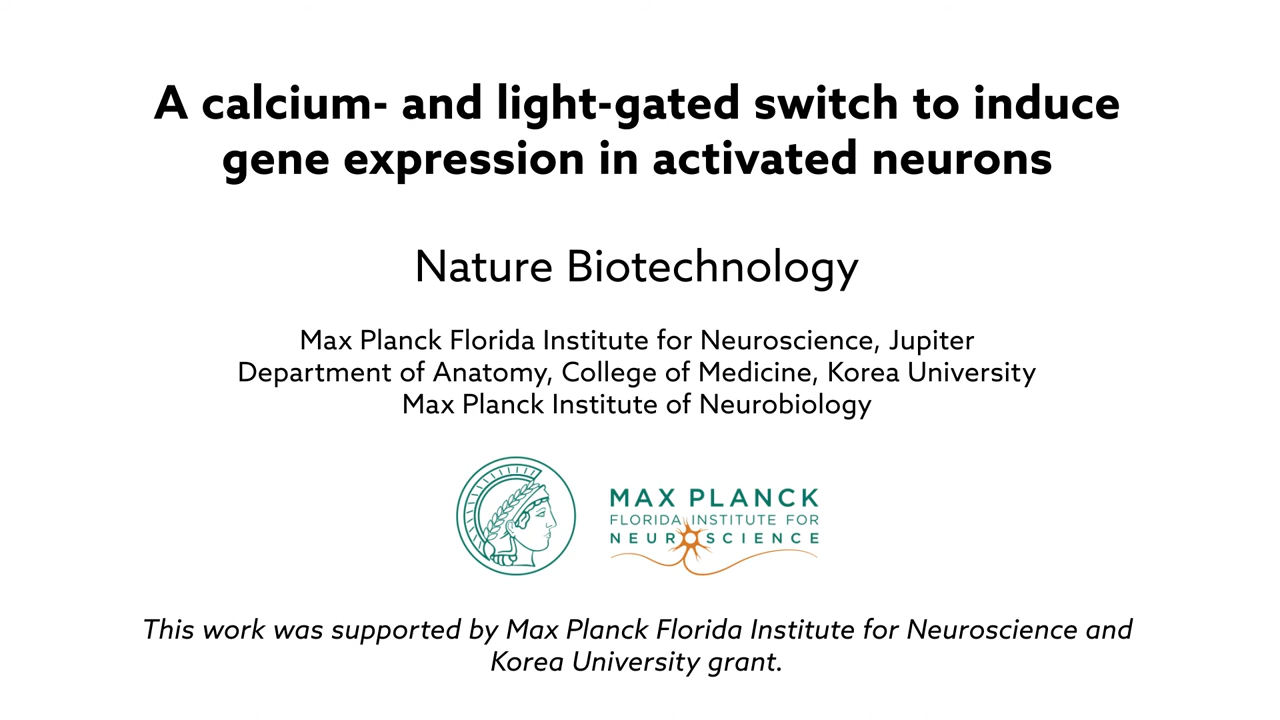 A calcium- and light-gated switch to induce
gene expression in activated neurons
Nature Biotechnology
Max Planck Florida Institute for Neuroscience, Jupiter
Department of Anatomy, College of Medicine, Korea University
Max Planck Institute of Neurobiology
MAX PLANCK
FLORIDA INSTITUTE FOR
NEUROSCIENCE
This work was supported by Max Planck Florida Institute for Neuroscience and
Korea University grant.